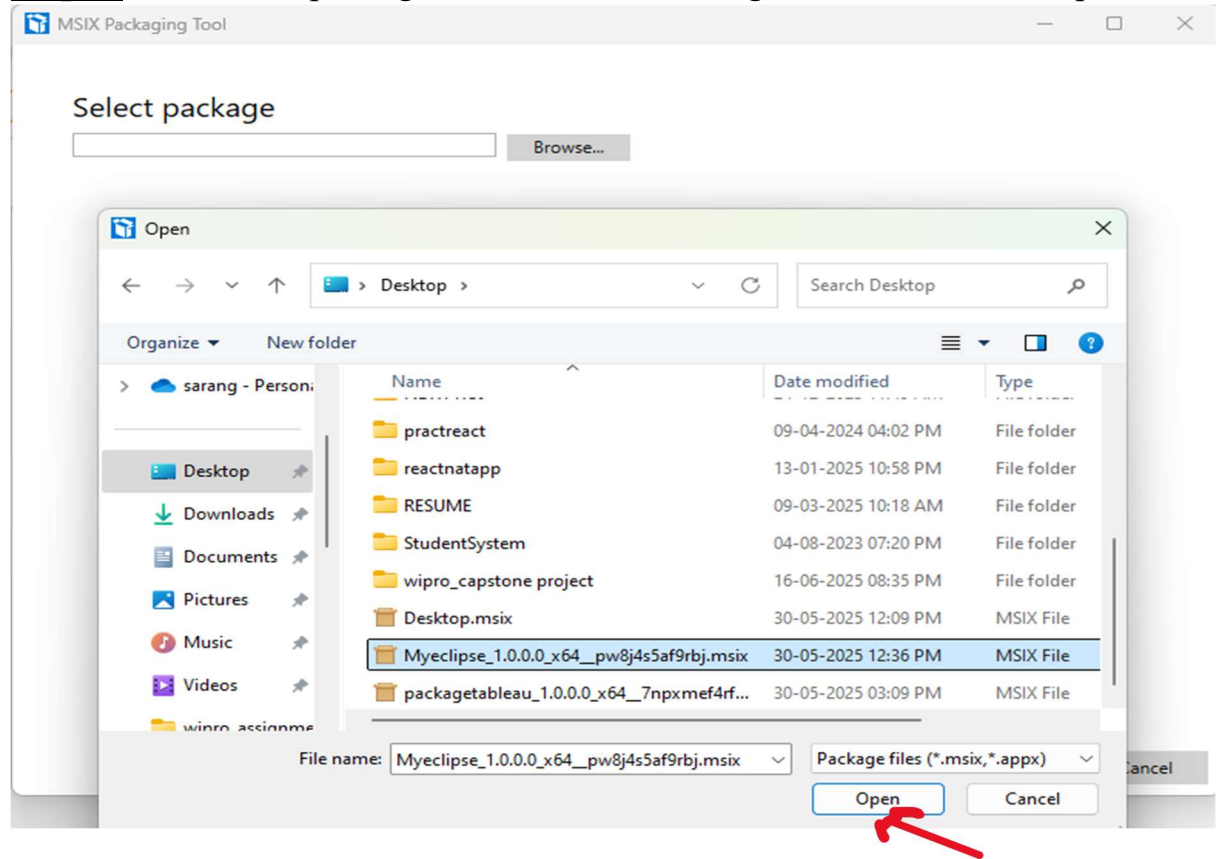 MSIX Packaging Tool
Select package
Browse...
Open
Desktop
Search Desktop
Organize
New folder
sarang - Person
Name
Date modified
Type
practreact
09-04-2024 04:02 PM
File folder
Desktop
reactnatapp
13-01-2025 10:58 PM
File folder
Downloads
RESUME
09-03-2025 10:18 AM
File folder
Documents
StudentSystem
04-08-2023 07:20 PM
File folder
Pictures
wipro_capstone project
16-06-2025 08:35 PM
File folder
Desktop.msix
30-05-2025 12:09 PM
MSIX File
Music
Myeclipse_1.0.0.0_x64__pw8j4s5af9rbj.msix
30-05-2025 12:36 PM
MSIX File
Videos
packagetableau_1.0.0.0_x64__7npxmef4rf...
30-05-2025 03:09 PM
MSIX File
File name:
Myeclipse_1.0.0.0_x64__pw8j4s5af9rbj.msix
Package files (*.msix,*.appx)
Open
Cancel
Cancel